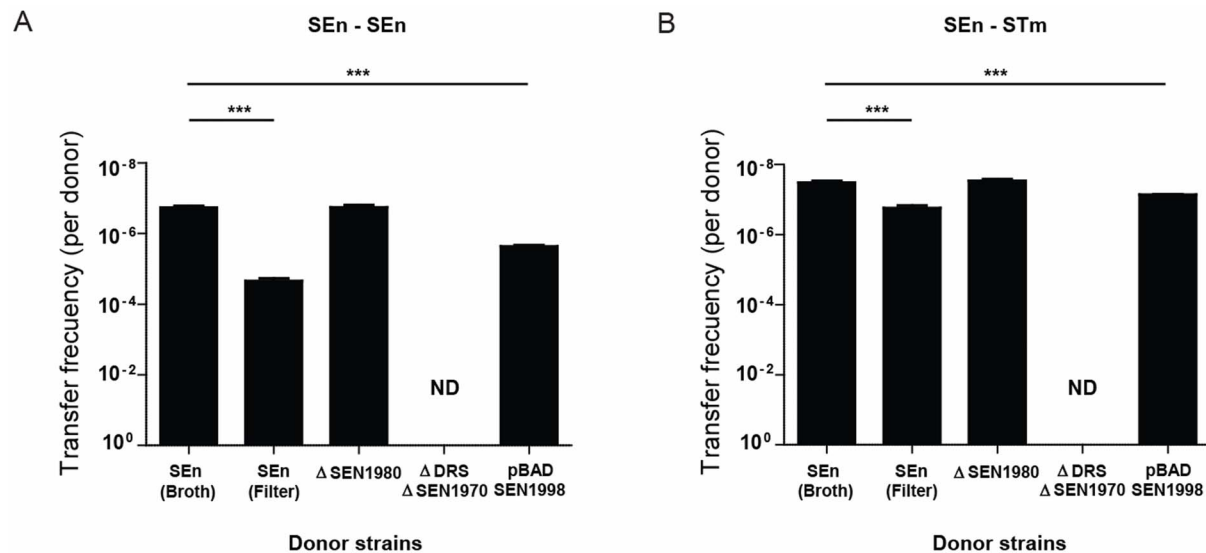 A
SEn - SEn
***
***
Transfer frecuency (per donor)
10-8
10-6
10-4
10-2
100
ND
SEn
(Broth)
SEn
(Filter)
Δ SEN1980
Δ DRS
Δ SEN1970
pBAD
SEN1998
Donor strains
B
SEn - STm
***
***
Transfer frecuency (per donor)
10-8
10-6
10-4
10-2
100
ND
SEn
(Broth)
SEn
(Filter)
Δ SEN1980
Δ DRS
Δ SEN1970
pBAD
SEN1998
Donor strains